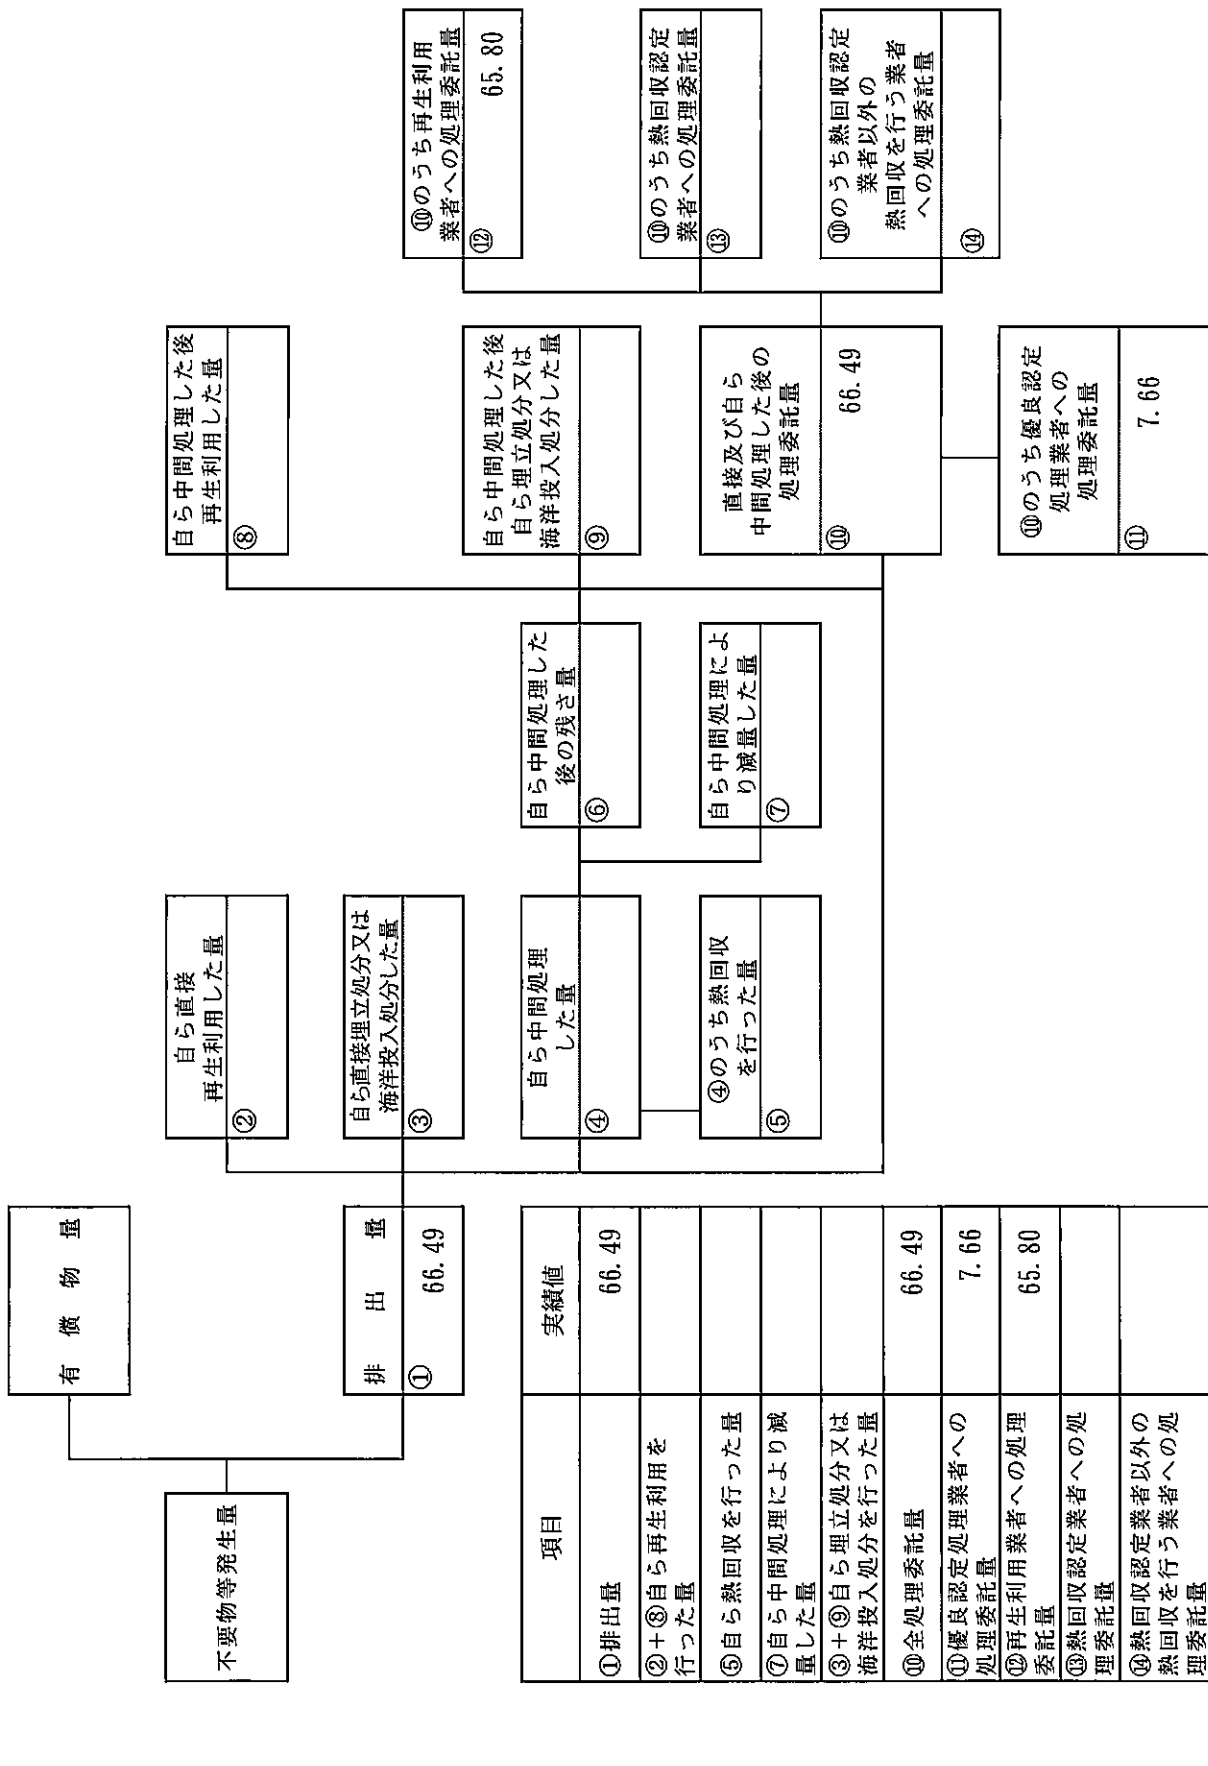 有償物量
不要物等発生量
排出量
①
66.49
自ら直接
再生利用した量
②
自ら直接埋立処分又は
海洋投入処分した量
③
自ら中間処理
した量
④
④のうち熱回収
を行った量
⑤
自ら中間処理した
後の残さ量
⑥
自ら中間処理によ
り減量した量
⑦
自ら中間処理した後
再生利用した量
⑧
自ら中間処理した後
自ら埋立処分又は
海洋投入処分した量
⑨
直接及び自ら
中間処理した後の
処理委託量
⑩
66.49
⑩のうち優良認定
処理業者への
処理委託量
⑪
7.66
⑩のうち再生利用
業者への処理委託量
⑫
65.80
⑩のうち熱回収認定
業者への処理委託量
⑬
⑩のうち熱回収認定
業者以外の
熱回収を行う業者
への処理委託量
⑭
項目 実績値
①排出量 66.49
②+⑧自ら再生利用を
行った量
⑤自ら熱回収を行った量
⑦自ら中間処理により減
量した量
③+⑨自ら埋立処分又は
海洋投入処分を行った量
⑩全処理委託量 66.49
⑪優良認定処理業者への
処理委託量 7.66
⑫再生利用業者への処理
委託量 65.80
⑬熱回収認定業者への処
理委託量
⑭熱回収認定業者以外の
熱回収を行う業者への処
理委託量